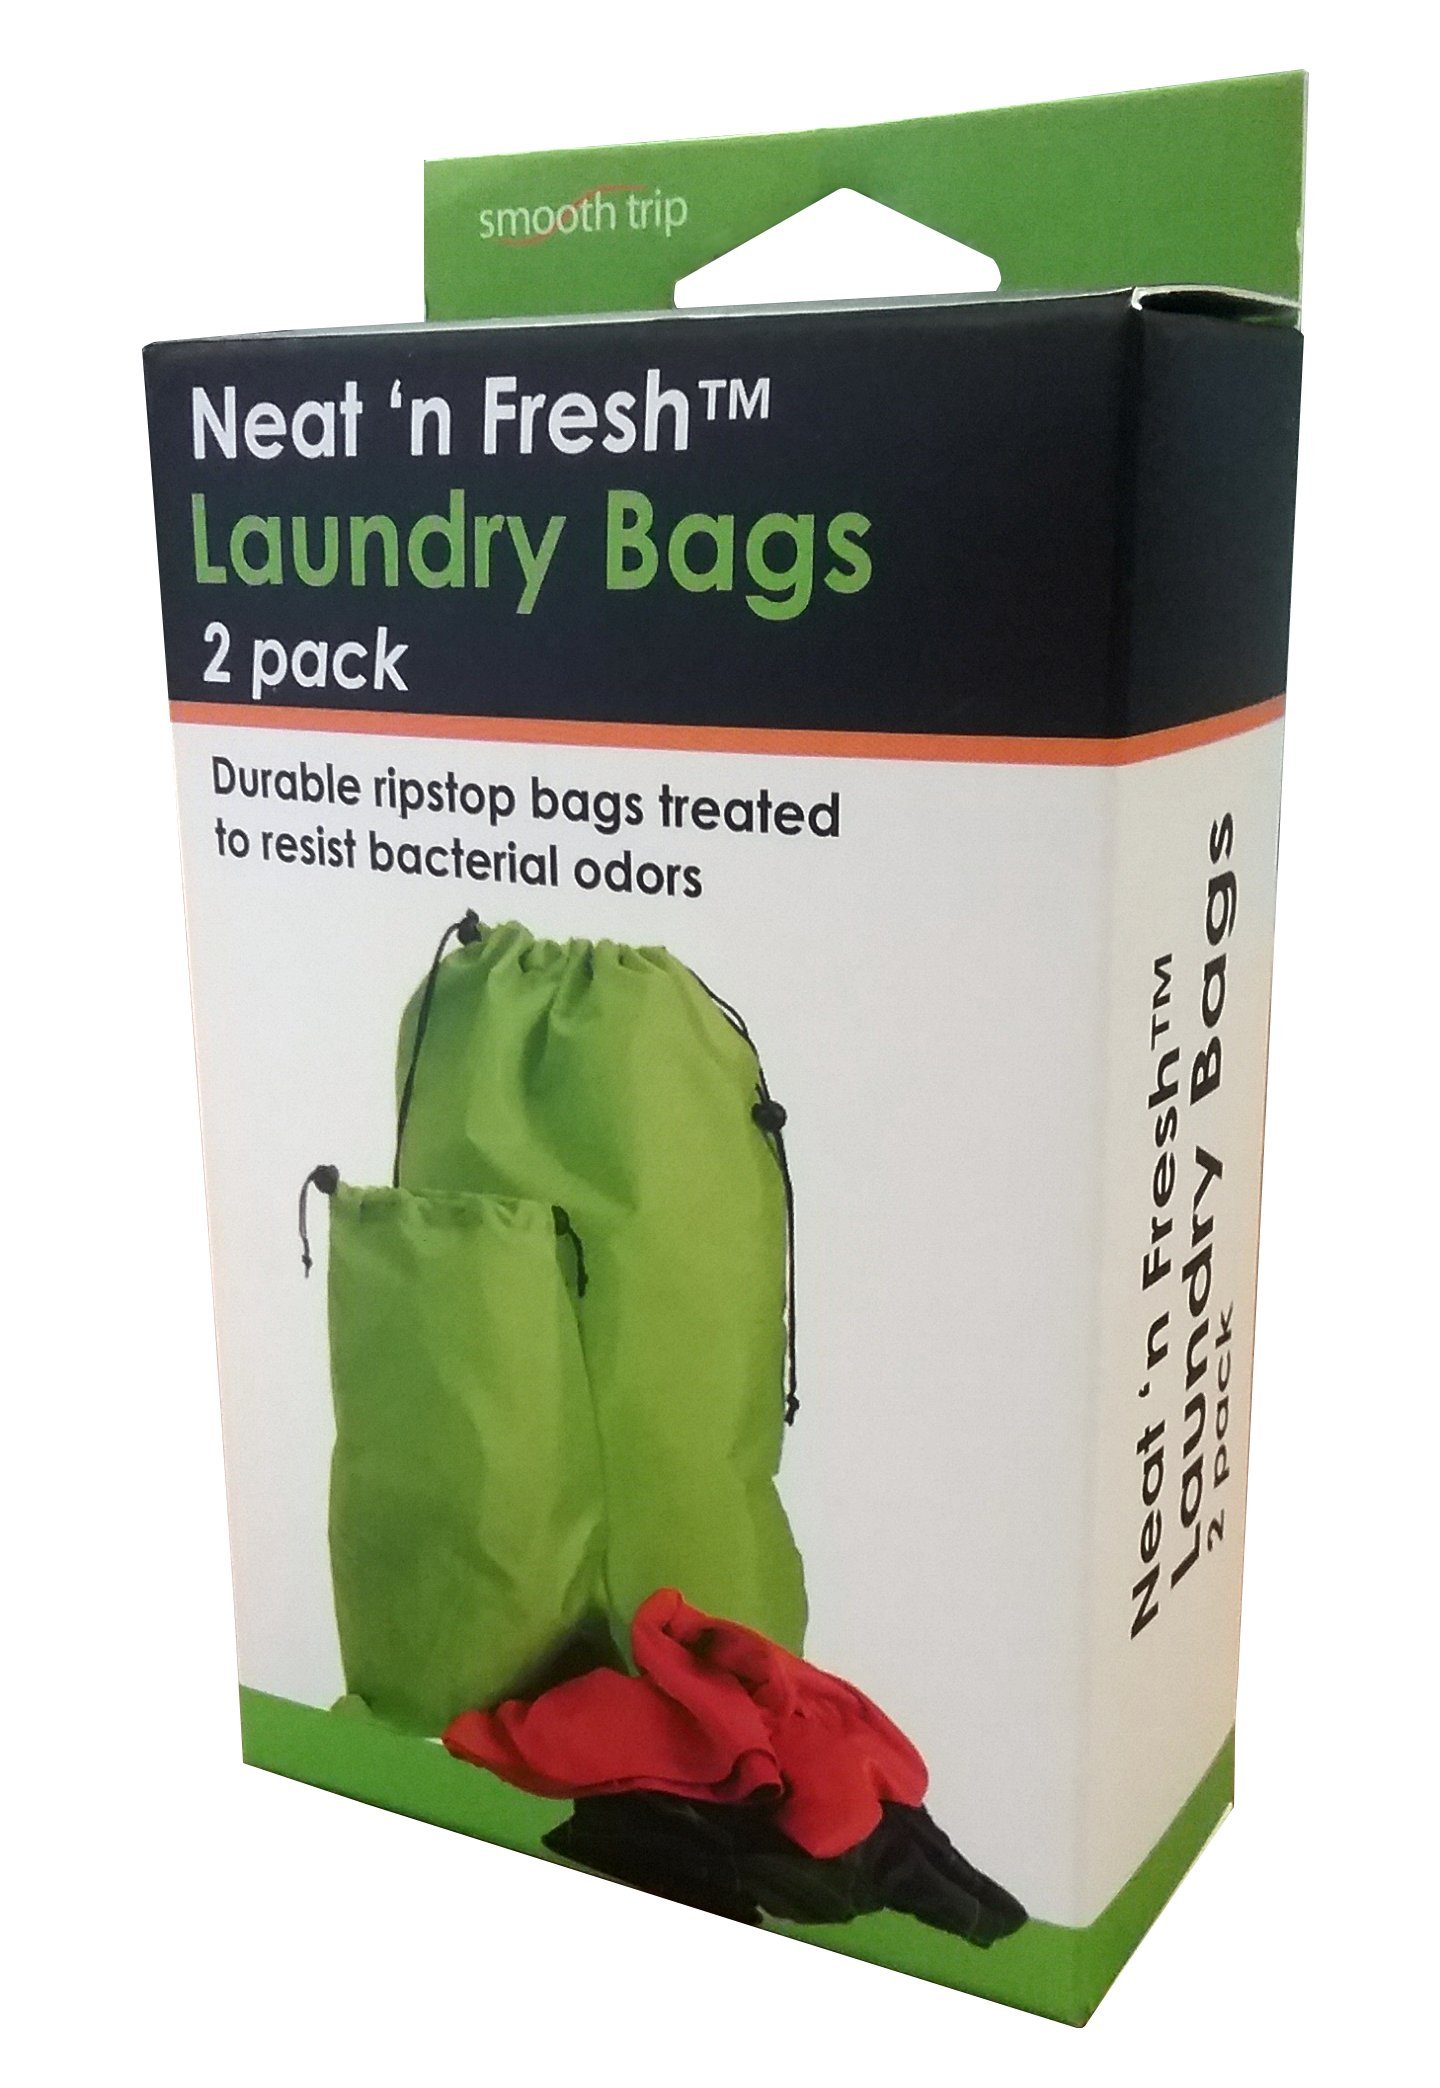 smooth trip
Neat ‘n Fresh™
Laundry Bags
2 pack
Durable ripstop bags treated
to resist bacterial odors
Neat ‘n Fresh™
Laundry Bags
2 pack